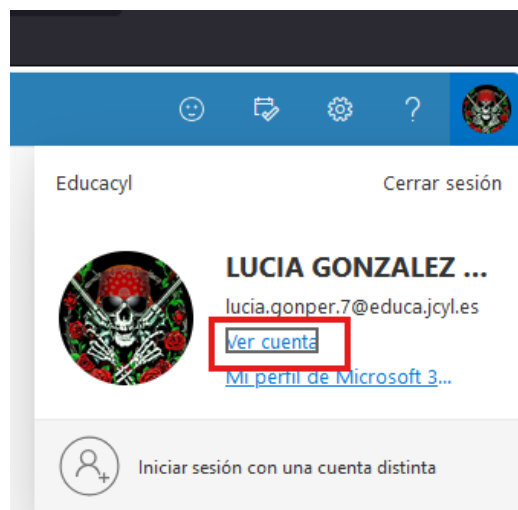 ?
Educacyl
Cerrar sesión
LUCIA GONZALEZ ...
lucia.gonper.7@educa.jcyl.es
Ver cuenta
Mi perfil de Microsoft 3...
Iniciar sesión con una cuenta distinta